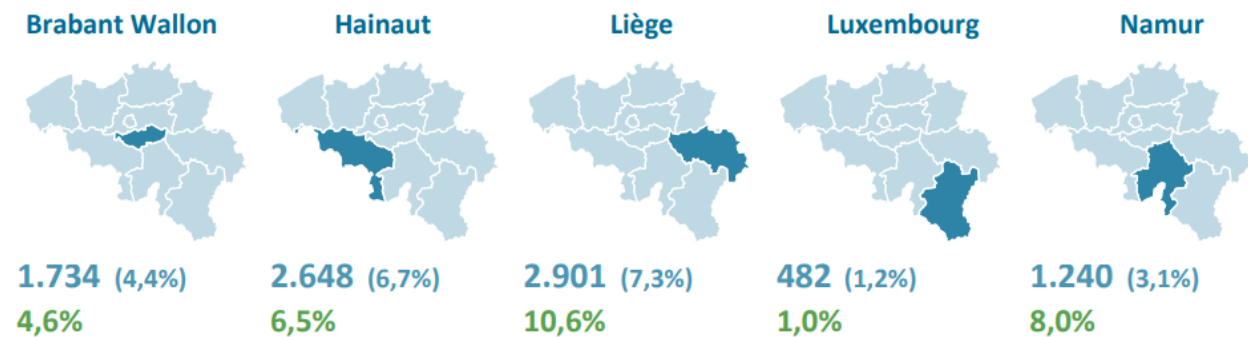 Brabant Wallon
Hainaut
Liège
Luxembourg
Namur
1.734 (4,4%)
2.648 (6,7%)
2.901 (7,3%)
482 (1,2%)
1.240 (3,1%)
4,6%
6,5%
10,6%
1,0%
8,0%